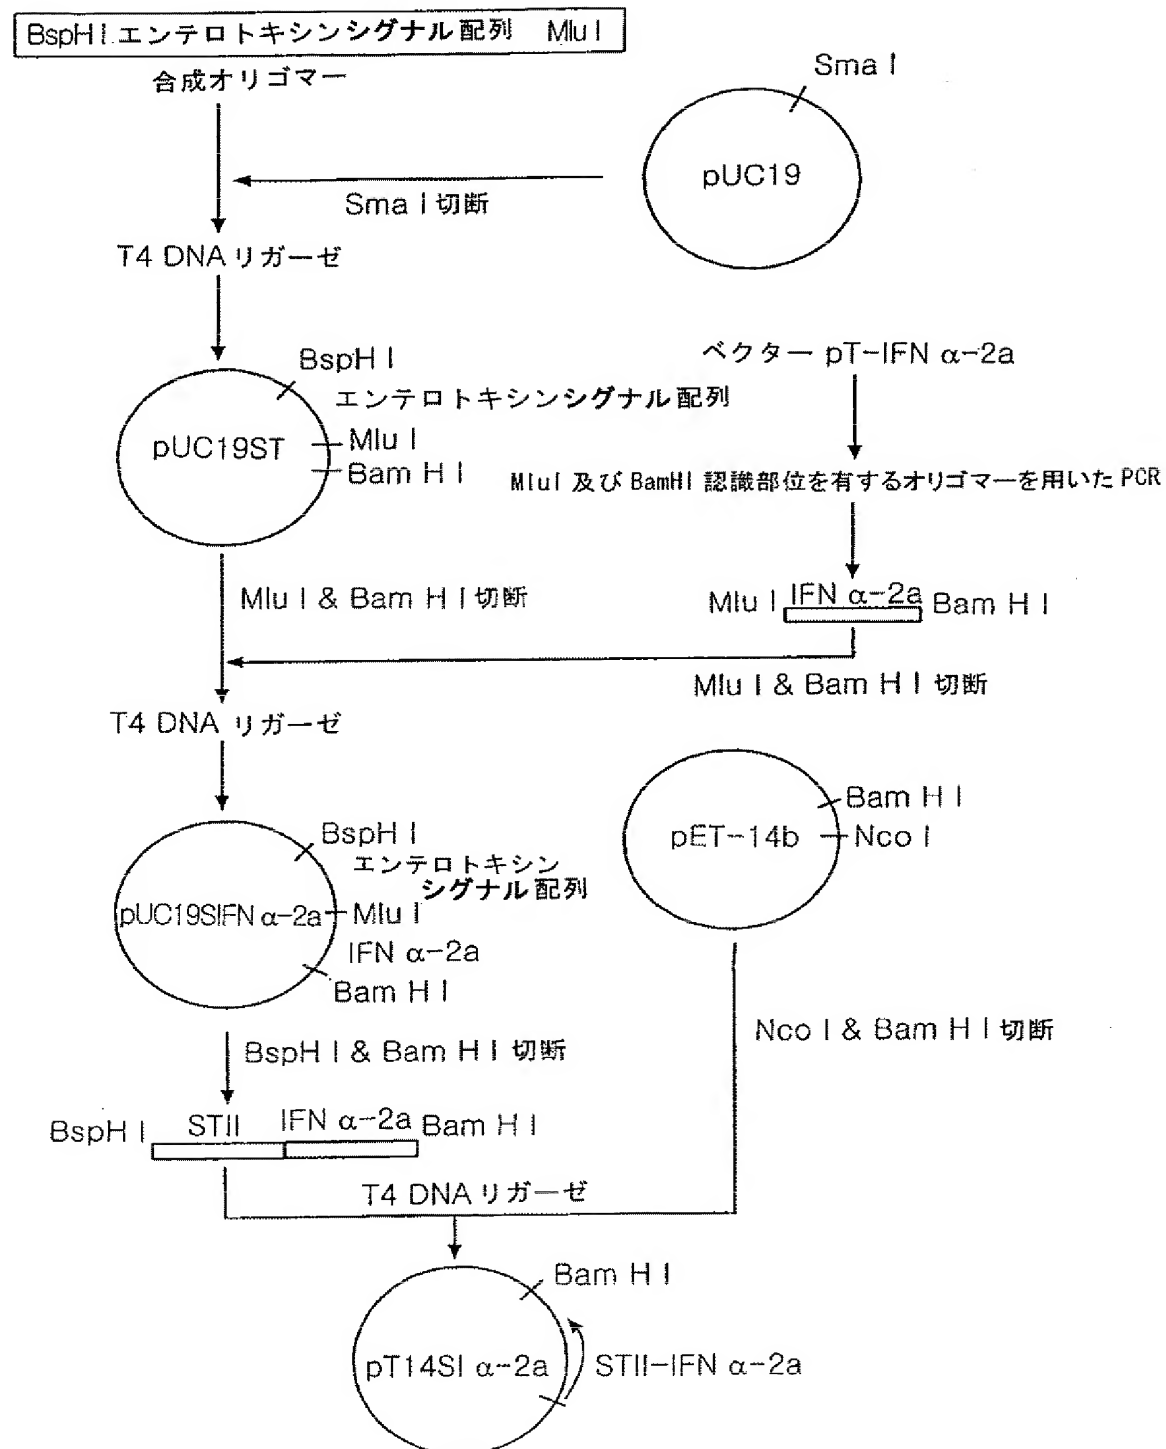 BspHI エンテロトキシンシグナル配列 Mlu I
合成オリゴマー
Sma I
pUC19
Sma I 切断
T4 DNA リガーゼ
BspH I
エンテロトキシンシグナル配列
pUC19ST
Mlu I
Bam H I
ベクター pT-IFN α-2a
MluI 及び BamHI 認識部位を有するオリゴマーを用いた PCR
Mlu I & Bam H I 切断
Mlu I IFN α-2a Bam H I
Mlu I & Bam H I 切断
T4 DNA リガーゼ
Bam H I
pET-14b
Nco I
BspH I
エンテロトキシン
シグナル配列
pUC19SIFN α-2a
Mlu I
IFN α-2a
Bam H I
Nco I & Bam H I 切断
BspH I & Bam H I 切断
BspH I STII IFN α-2a Bam H I
T4 DNA リガーゼ
Bam H I
pT14SI α-2a
STII-IFN α-2a